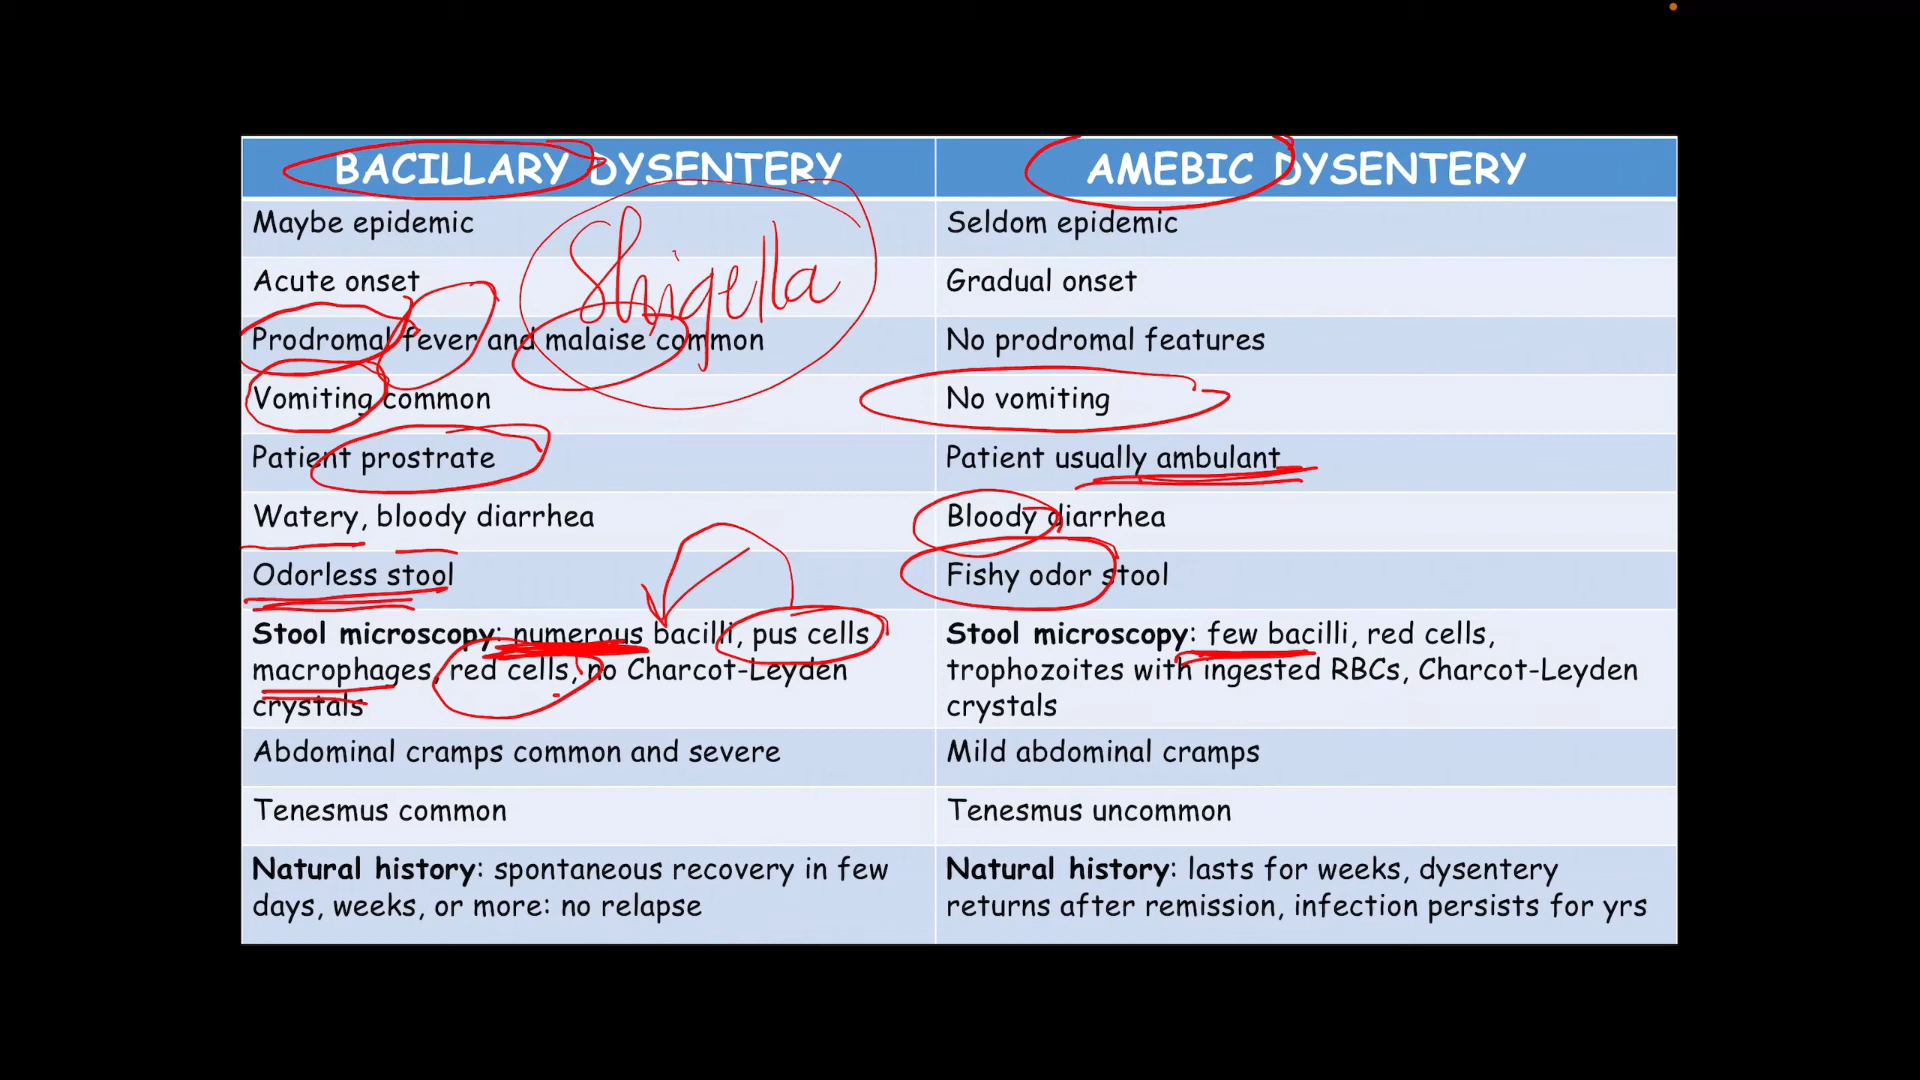 BACILLARY DYSENTERY
AMEBIC DYSENTERY
Maybe epidemic
Seldom epidemic
Shigella
Acute onset
Gradual onset
Prodromal fever and malaise common
No prodromal features
Vomiting common
No vomiting
Patient prostrate
Patient usually ambulant
Watery, bloody diarrhea
Bloody diarrhea
Odorless stool
Fishy odor stool
Stool microscopy: numerous bacilli, pus cells
macrophages, red cells, no Charcot-Leyden
crystals
Stool microscopy: few bacilli, red cells,
trophozoites with ingested RBCs, Charcot-Leyden
crystals
Abdominal cramps common and severe
Mild abdominal cramps
Tenesmus common
Tenesmus uncommon
Natural history: spontaneous recovery in few
days, weeks, or more: no relapse
Natural history: lasts for weeks, dysentery
returns after remission, infection persists for yrs